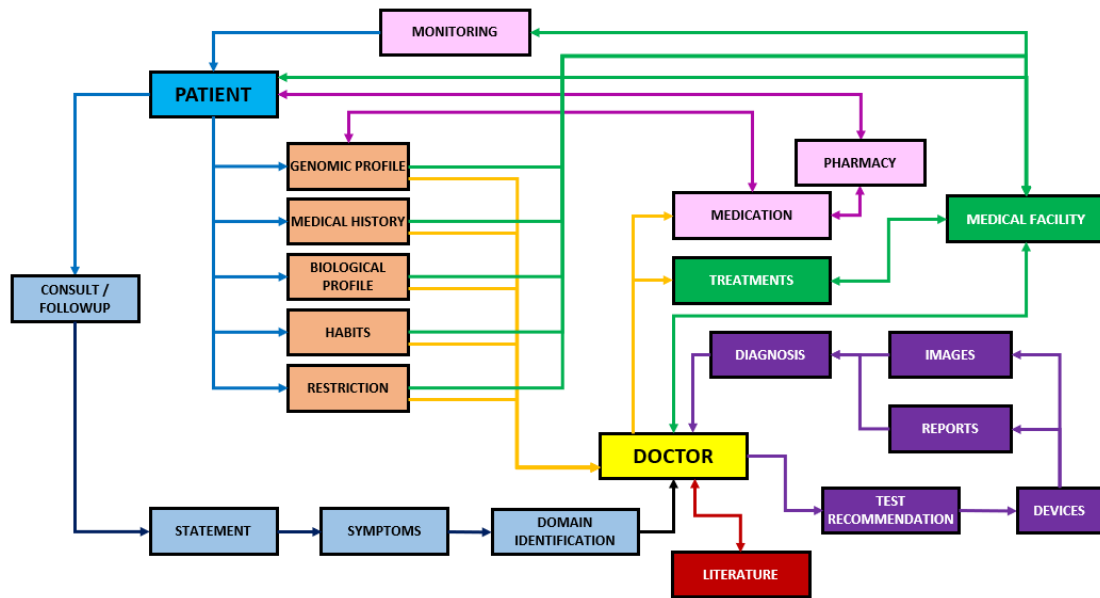 MONITORING
PATIENT
GENOMIC PROFILE
PHARMACY
MEDICATION
MEDICAL HISTORY
MEDICAL FACILITY
BIOLOGICAL
PROFILE
TREATMENTS
CONSULT /
FOLLOWUP
HABITS
DIAGNOSIS
IMAGES
RESTRICTION
REPORTS
DOCTOR
TEST
RECOMMENDATION
DEVICES
STATEMENT
SYMPTOMS
DOMAIN
IDENTIFICATION
LITERATURE